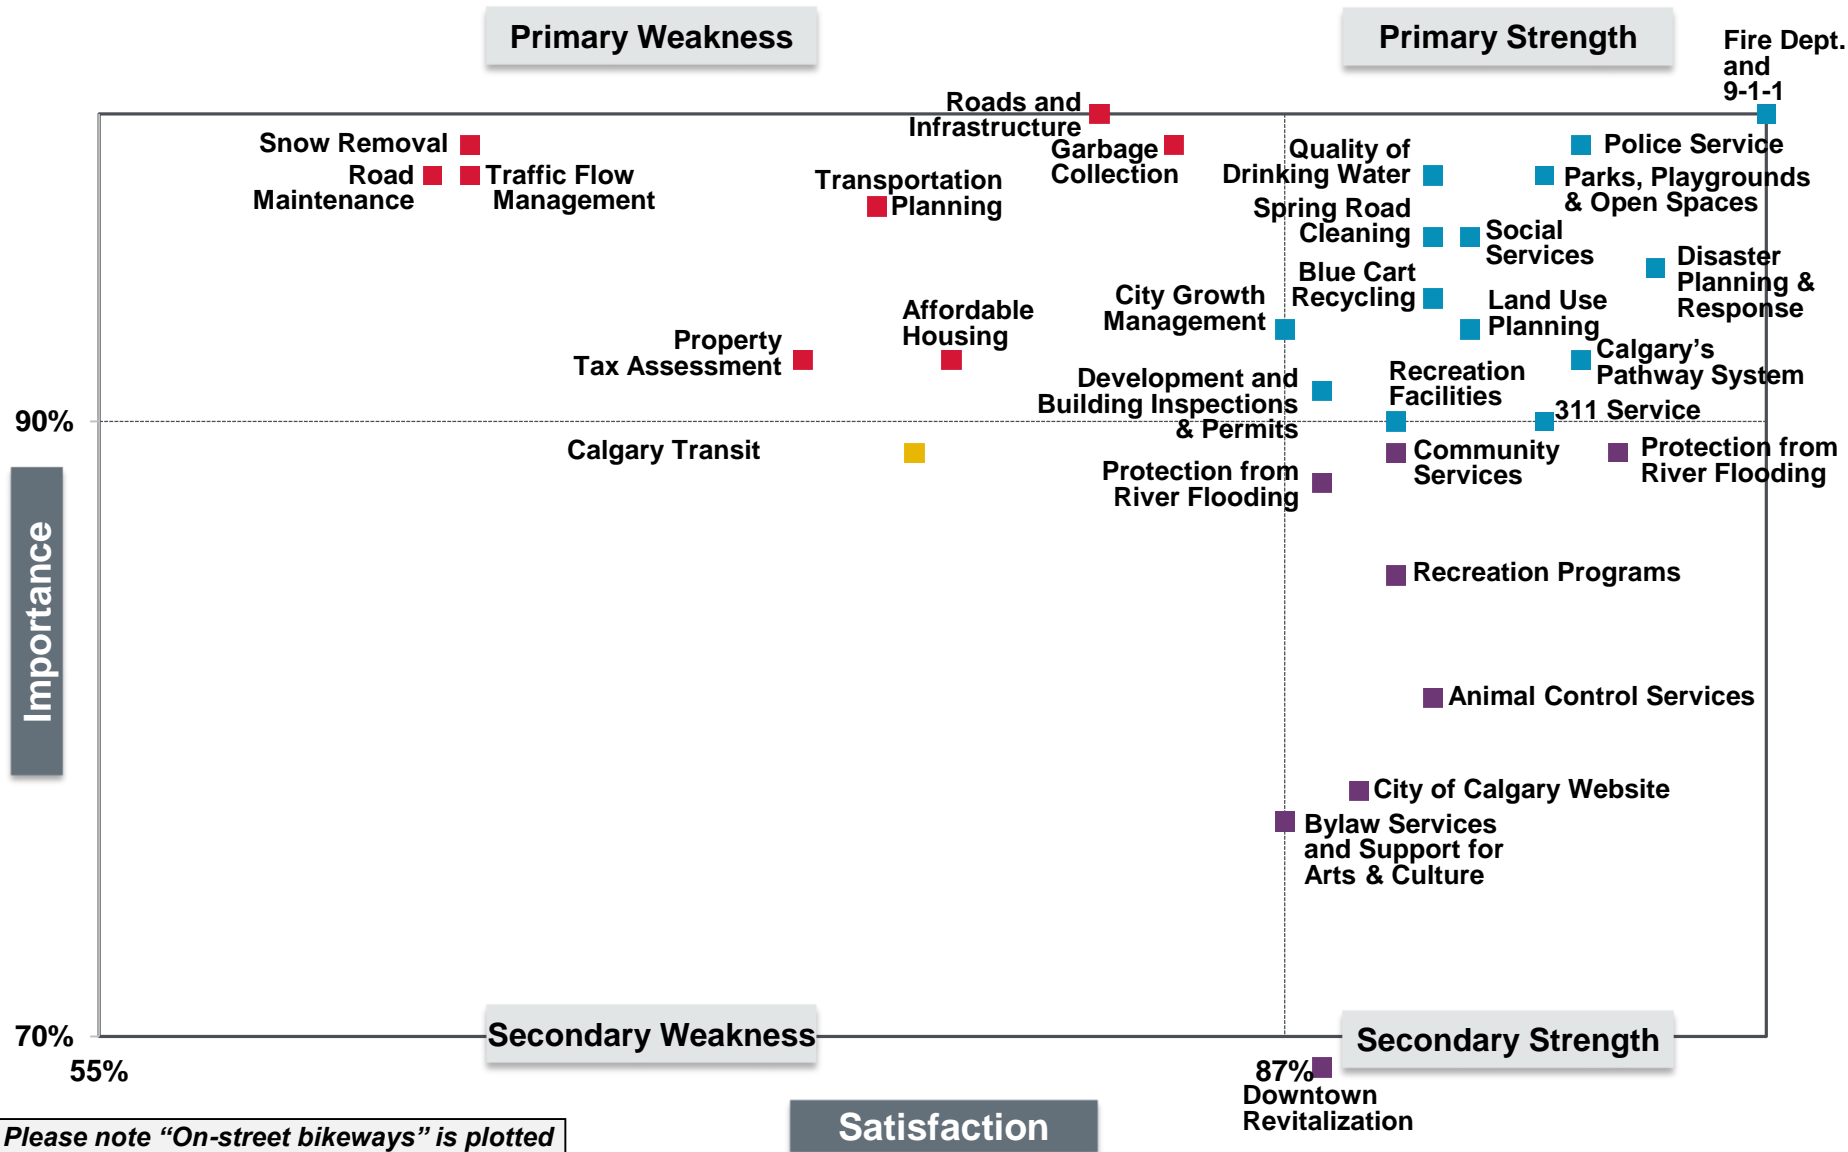 Primary Weakness
Primary Strength
Fire Dept.
and
9-1-1
Roads and
Infrastructure
Snow Removal
Garbage
Collection
Quality of
Drinking Water
Police Service
Road
Maintenance
Traffic Flow
Management
Transportation
Planning
Parks, Playgrounds
& Open Spaces
Spring Road
Cleaning
Social
Services
Disaster
Planning &
Response
Blue Cart
Recycling
City Growth
Management
Land Use
Planning
Affordable
Housing
Property
Tax Assessment
Calgary's
Pathway System
Development and
Building Inspections
& Permits
Recreation
Facilities
311 Service
90%
Calgary Transit
Community
Services
Protection from
River Flooding
Protection from
River Flooding
Importance
Recreation Programs
Animal Control Services
City of Calgary Website
Bylaw Services
and Support for
Arts & Culture
70%
Secondary Weakness
Secondary Strength
55%
87%
Downtown
Revitalization
Satisfaction
Please note “On-street bikeways” is plotted